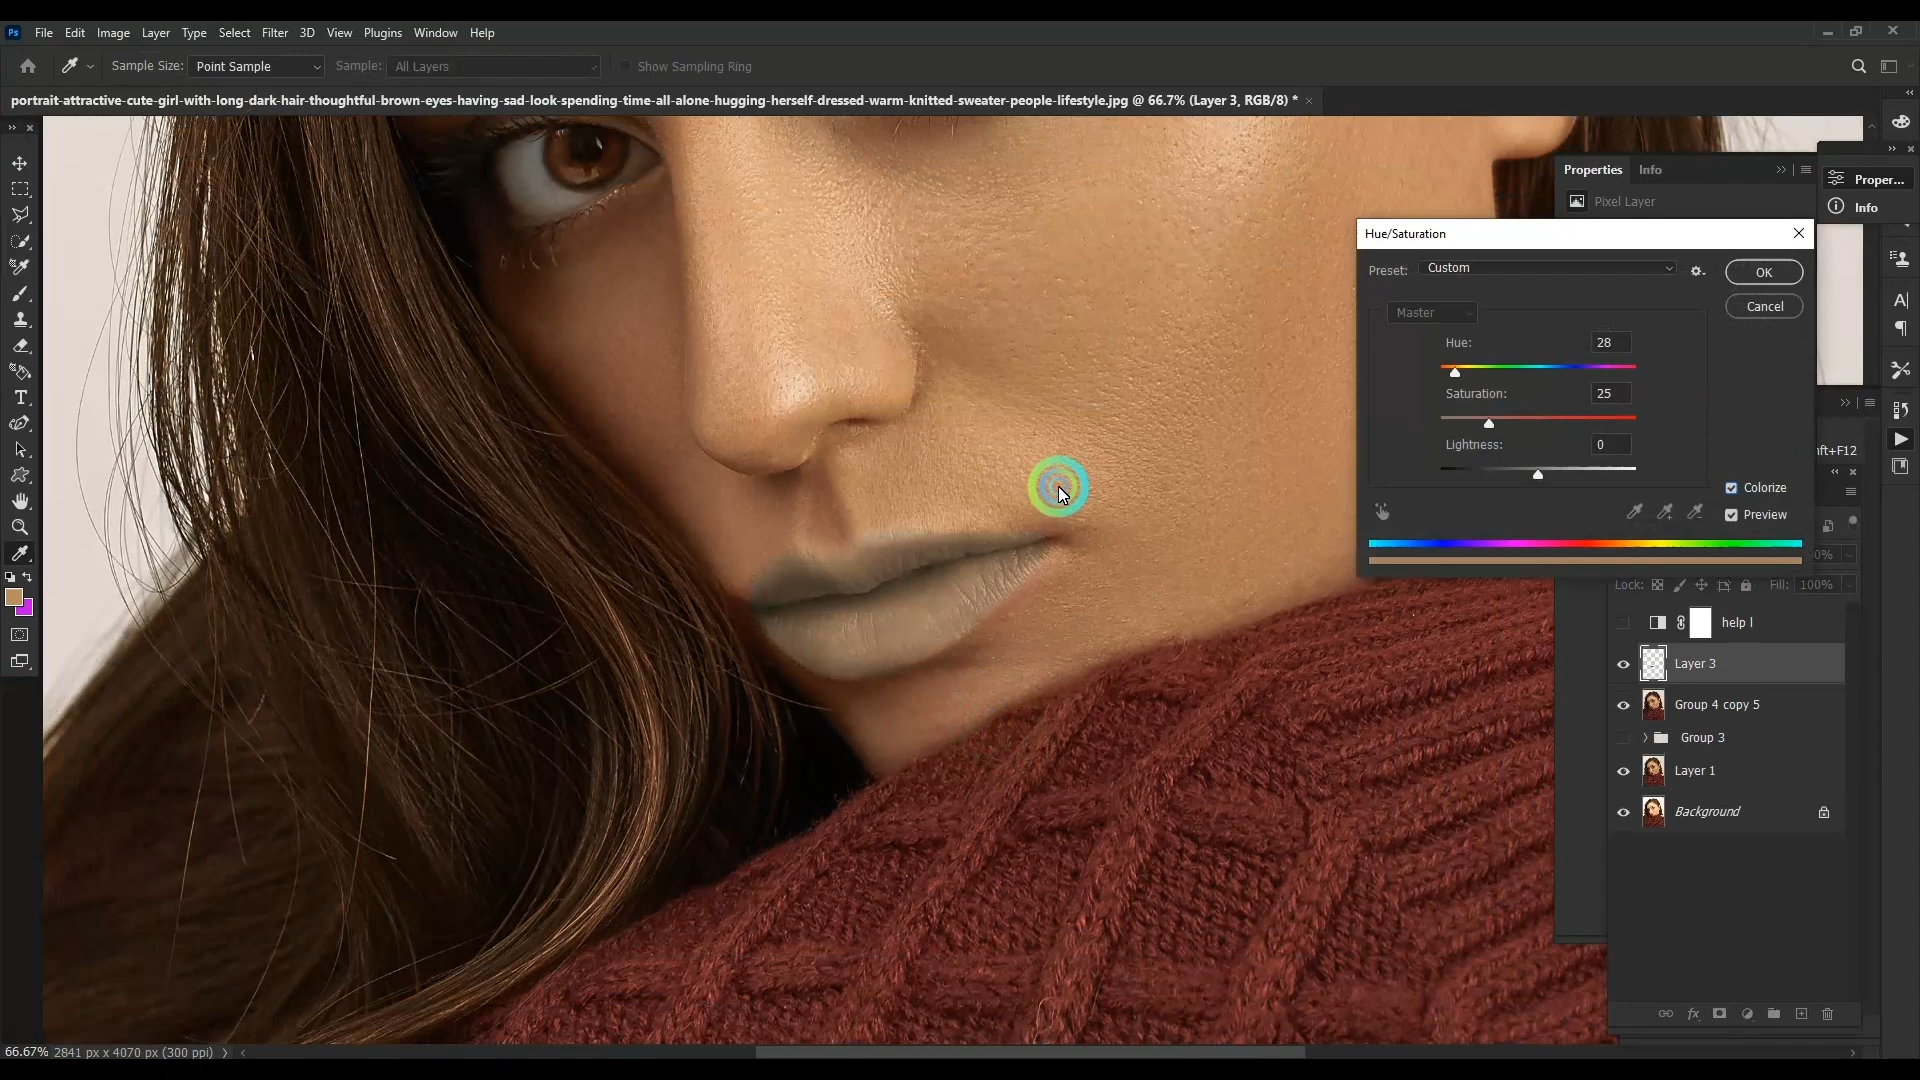 Ps File Edit Image Layer Type Select Filter 3D View Plugins Window Help
Sample Size: Point Sample Sample: All Layers Show Sampling Ring
portrait-attractive-cute-girl-with-long-dark-hair-thoughtful-brown-eyes-having-sad-look-spending-time-all-alone-hugging-herself-dressed-warm-knitted-sweater-people-lifestyle.jpg @ 66.7% (Layer 3, RGB/8) *
Properties Info
Proper...
Pixel Layer
Info
Hue/Saturation
Preset: Custom
OK
Cancel
Master
Hue: 28
Saturation: 25
Lightness: 0
Colorize
Preview
Lock: Fill: 100%
help l
Layer 3
Group 4 copy 5
Group 3
Layer 1
Background
66.67% 2841 px x 4070 px (300 ppi)